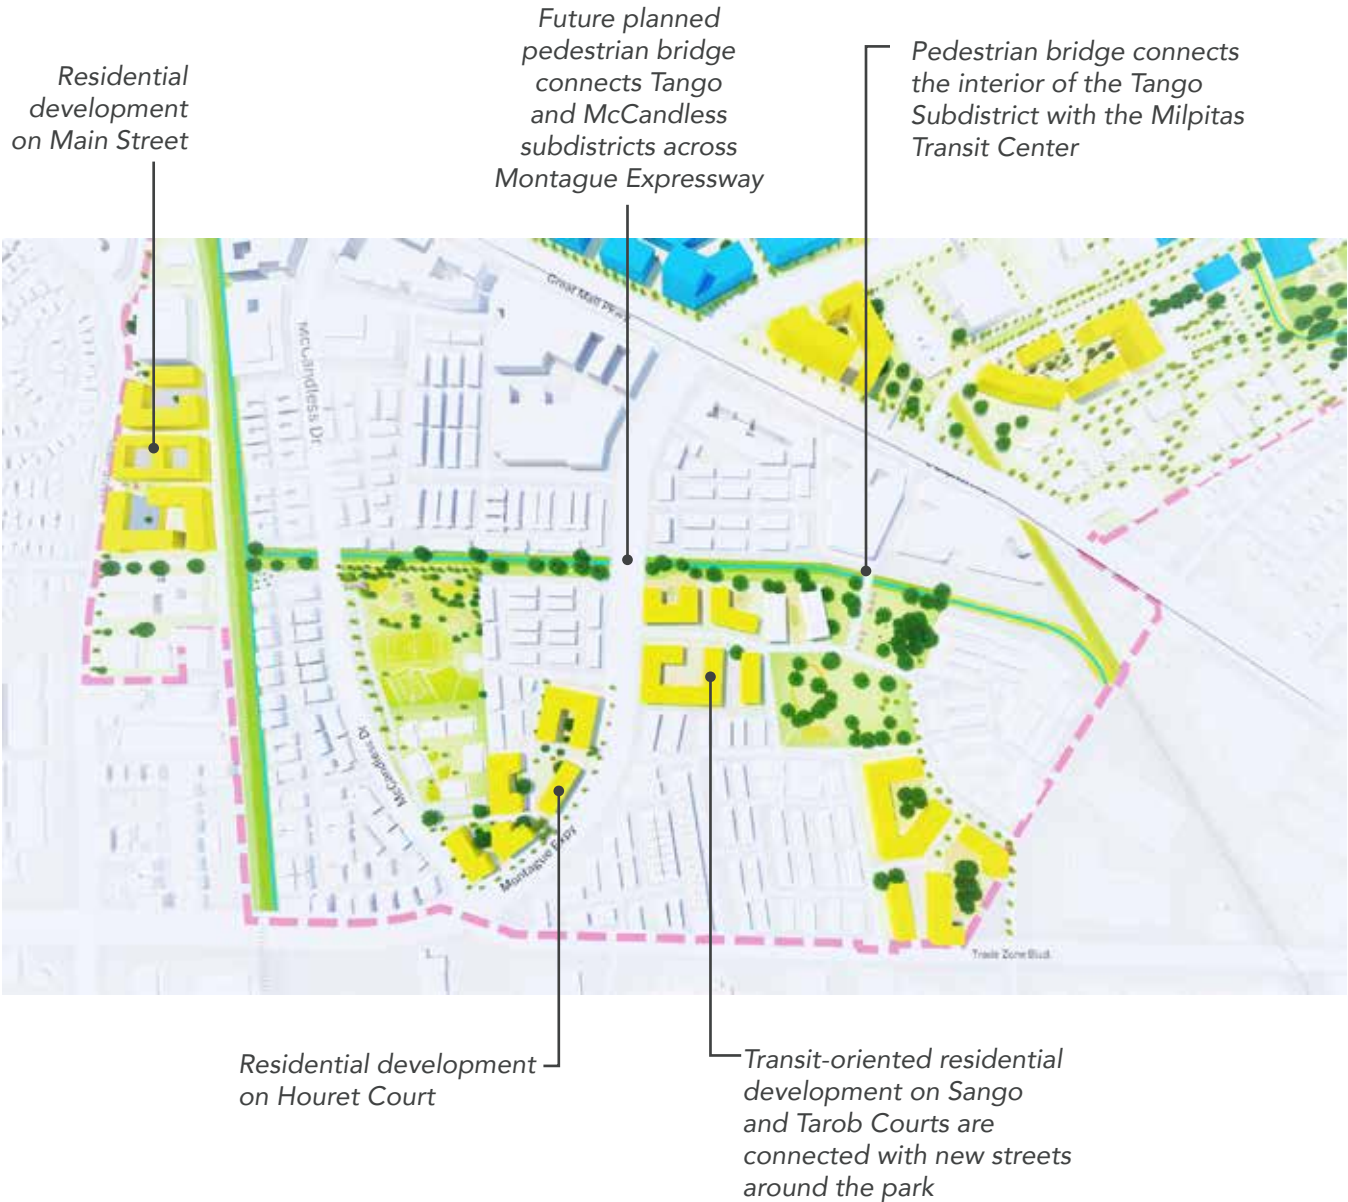 Residential
development
on Main Street
Future planned
pedestrian bridge
connects Tango
and McCandless
subdistricts across
Montague Expressway
Pedestrian bridge connects
the interior of the Tango
Subdistrict with the Milpitas
Transit Center
Great Mall Pkwy
McCandless Dr
McCandless Dr
Montague Expy
Trade Zone Blvd.
Residential development
on Houret Court
Transit-oriented residential
development on Sango
and Tarob Courts are
connected with new streets
around the park